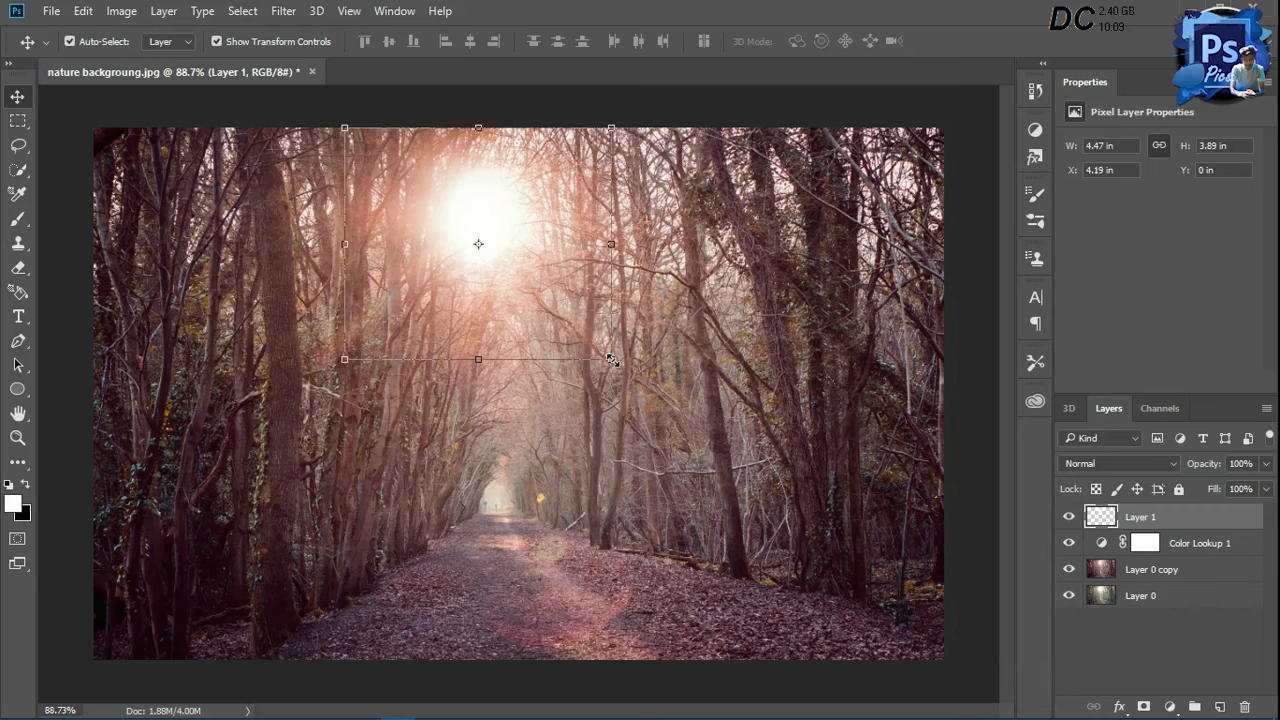 Ps File Edit Image Layer Type Select Filter 3D View Window Help
DC 2.40 GB
10:09
Ps
Pics
Auto-Select: Layer Show Transform Controls 3D Mode:
nature backgroung.jpg @ 88.7% (Layer 1, RGB/8#) * ×
Properties
Pixel Layer Properties
W: 4.47 in H: 3.89 in
X: 4.19 in Y: 0 in
3D Layers Channels
Kind
Normal Opacity: 100%
Lock: Fill: 100%
Layer 1
Color Lookup 1
Layer 0 copy
Layer 0
88.73% Doc: 1.88M/4.00M